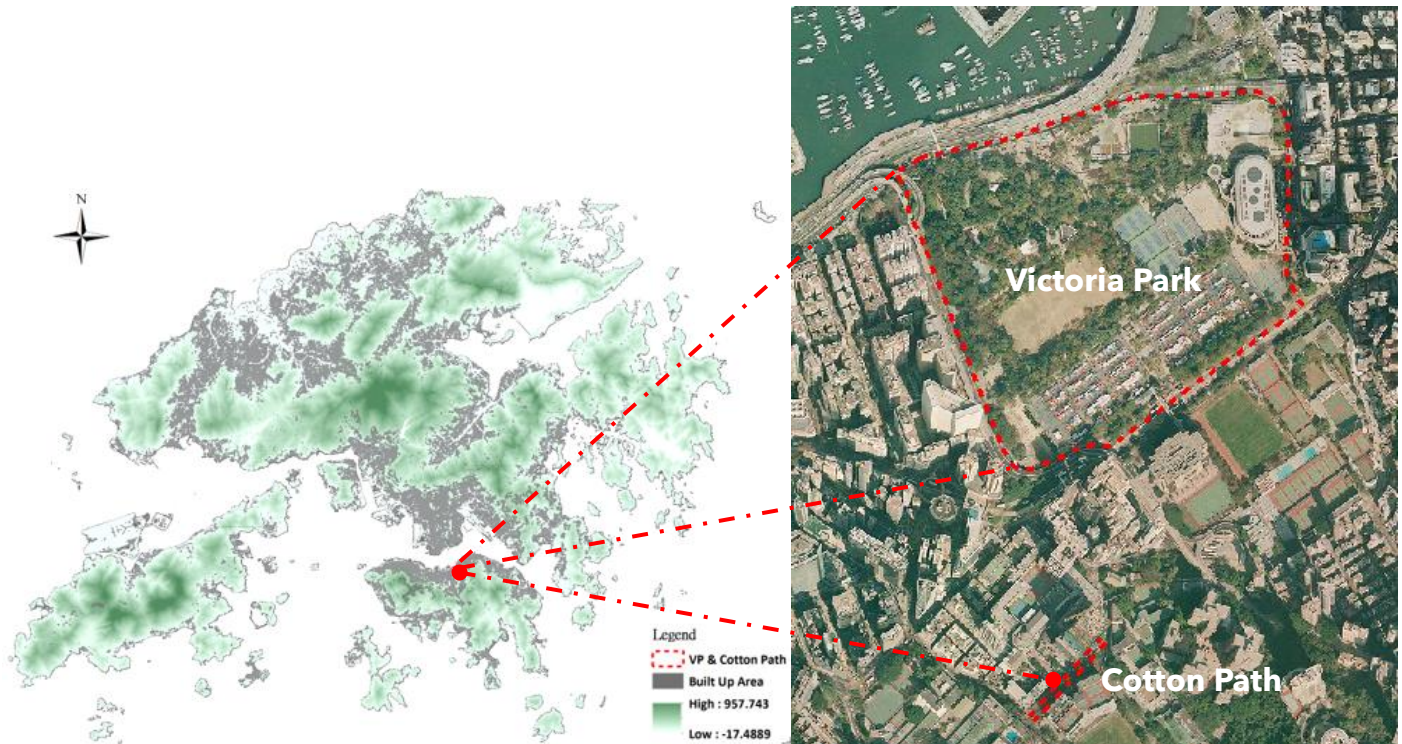 N
Victoria Park
Legend
VP & Cotton Path
Built Up Area
High : 957.743
Low : -17.4889
Cotton Path